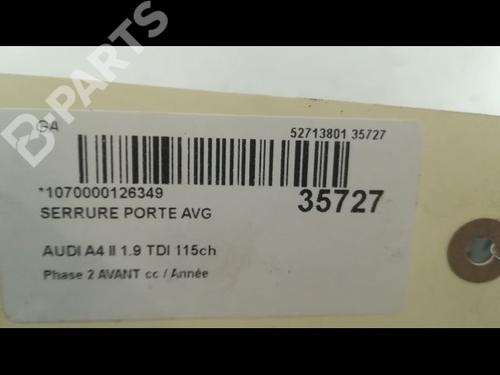 B-PARTS
GA
52713801 35727
*1070000126349
35727
SERRURE PORTE AVG
AUDI A4 II 1.9 TDI 115ch
Phase 2 AVANT cc / Année